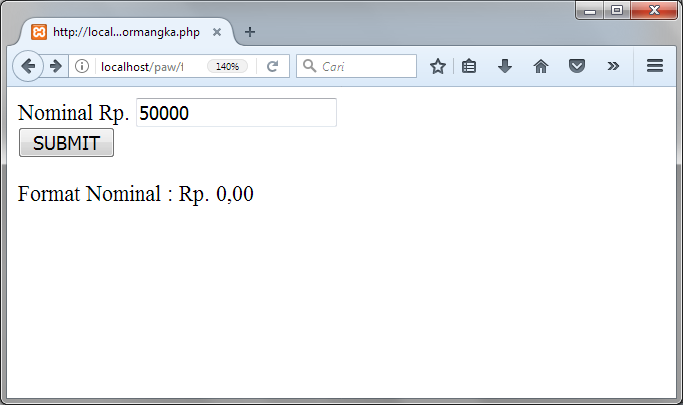 http://local...ormangka.php
localhost/paw/f
140%
Cari
Nominal Rp. 50000
SUBMIT
Format Nominal : Rp. 0,00